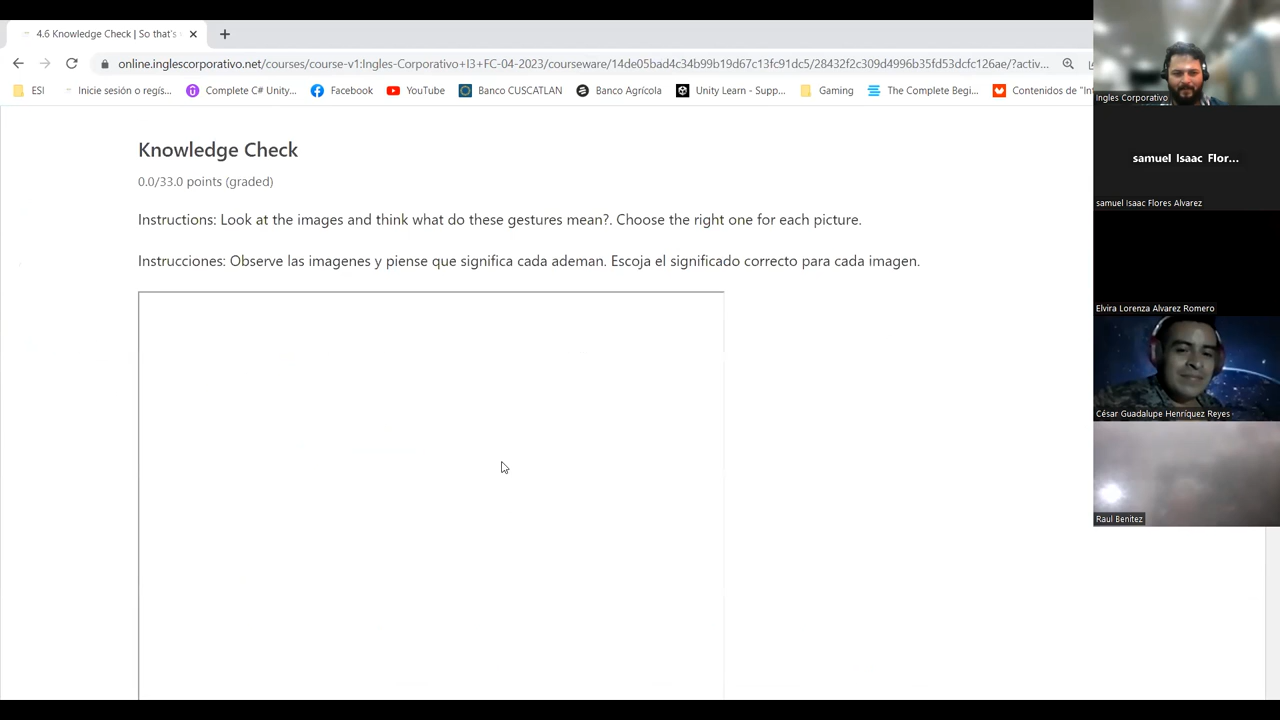 4.6 Knowledge Check | So that's
online.inglescorporativo.net/courses/course-v1:Ingles-Corporativo+I3+FC-04-2023/courseware/14de05bad4c34b99b19d67c13fc91dc5/28432f2c309d4996b35fd53dcfc126ae/?activ...
ESI
Inicie sesión o regís...
Complete C# Unity...
Facebook
YouTube
Banco CUSCATLAN
Banco Agrícola
Unity Learn - Supp...
Gaming
The Complete Begi...
Contenidos de "In
Knowledge Check
0.0/33.0 points (graded)
Instructions: Look at the images and think what do these gestures mean?. Choose the right one for each picture.
Instrucciones: Observe las imagenes y piense que significa cada ademan. Escoja el significado correcto para cada imagen.
Ingles Corporativo
samuel Isaac Flor...
samuel Isaac Flores Alvarez
Elvira Lorenza Alvarez Romero
César Guadalupe Henríquez Reyes
Raul Benitez